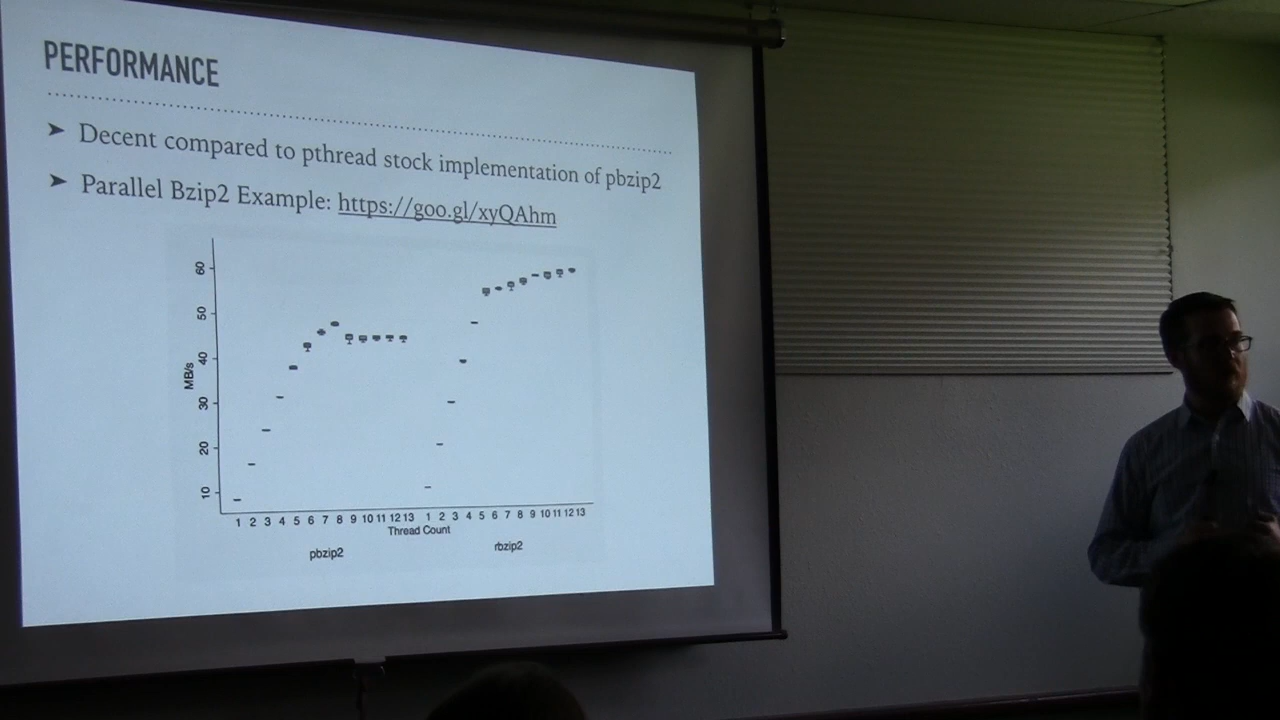 PERFORMANCE
➤ Decent compared to pthread stock implementation of pbzip2
➤ Parallel Bzip2 Example: https://goo.gl/xyQAhm
60
50
40
30
20
10
MB/s
1 2 3 4 5 6 7 8 9 10 11 12 13 1 2 3 4 5 6 7 8 9 10 11 12 13
Thread Count
pbzip2 rbzip2